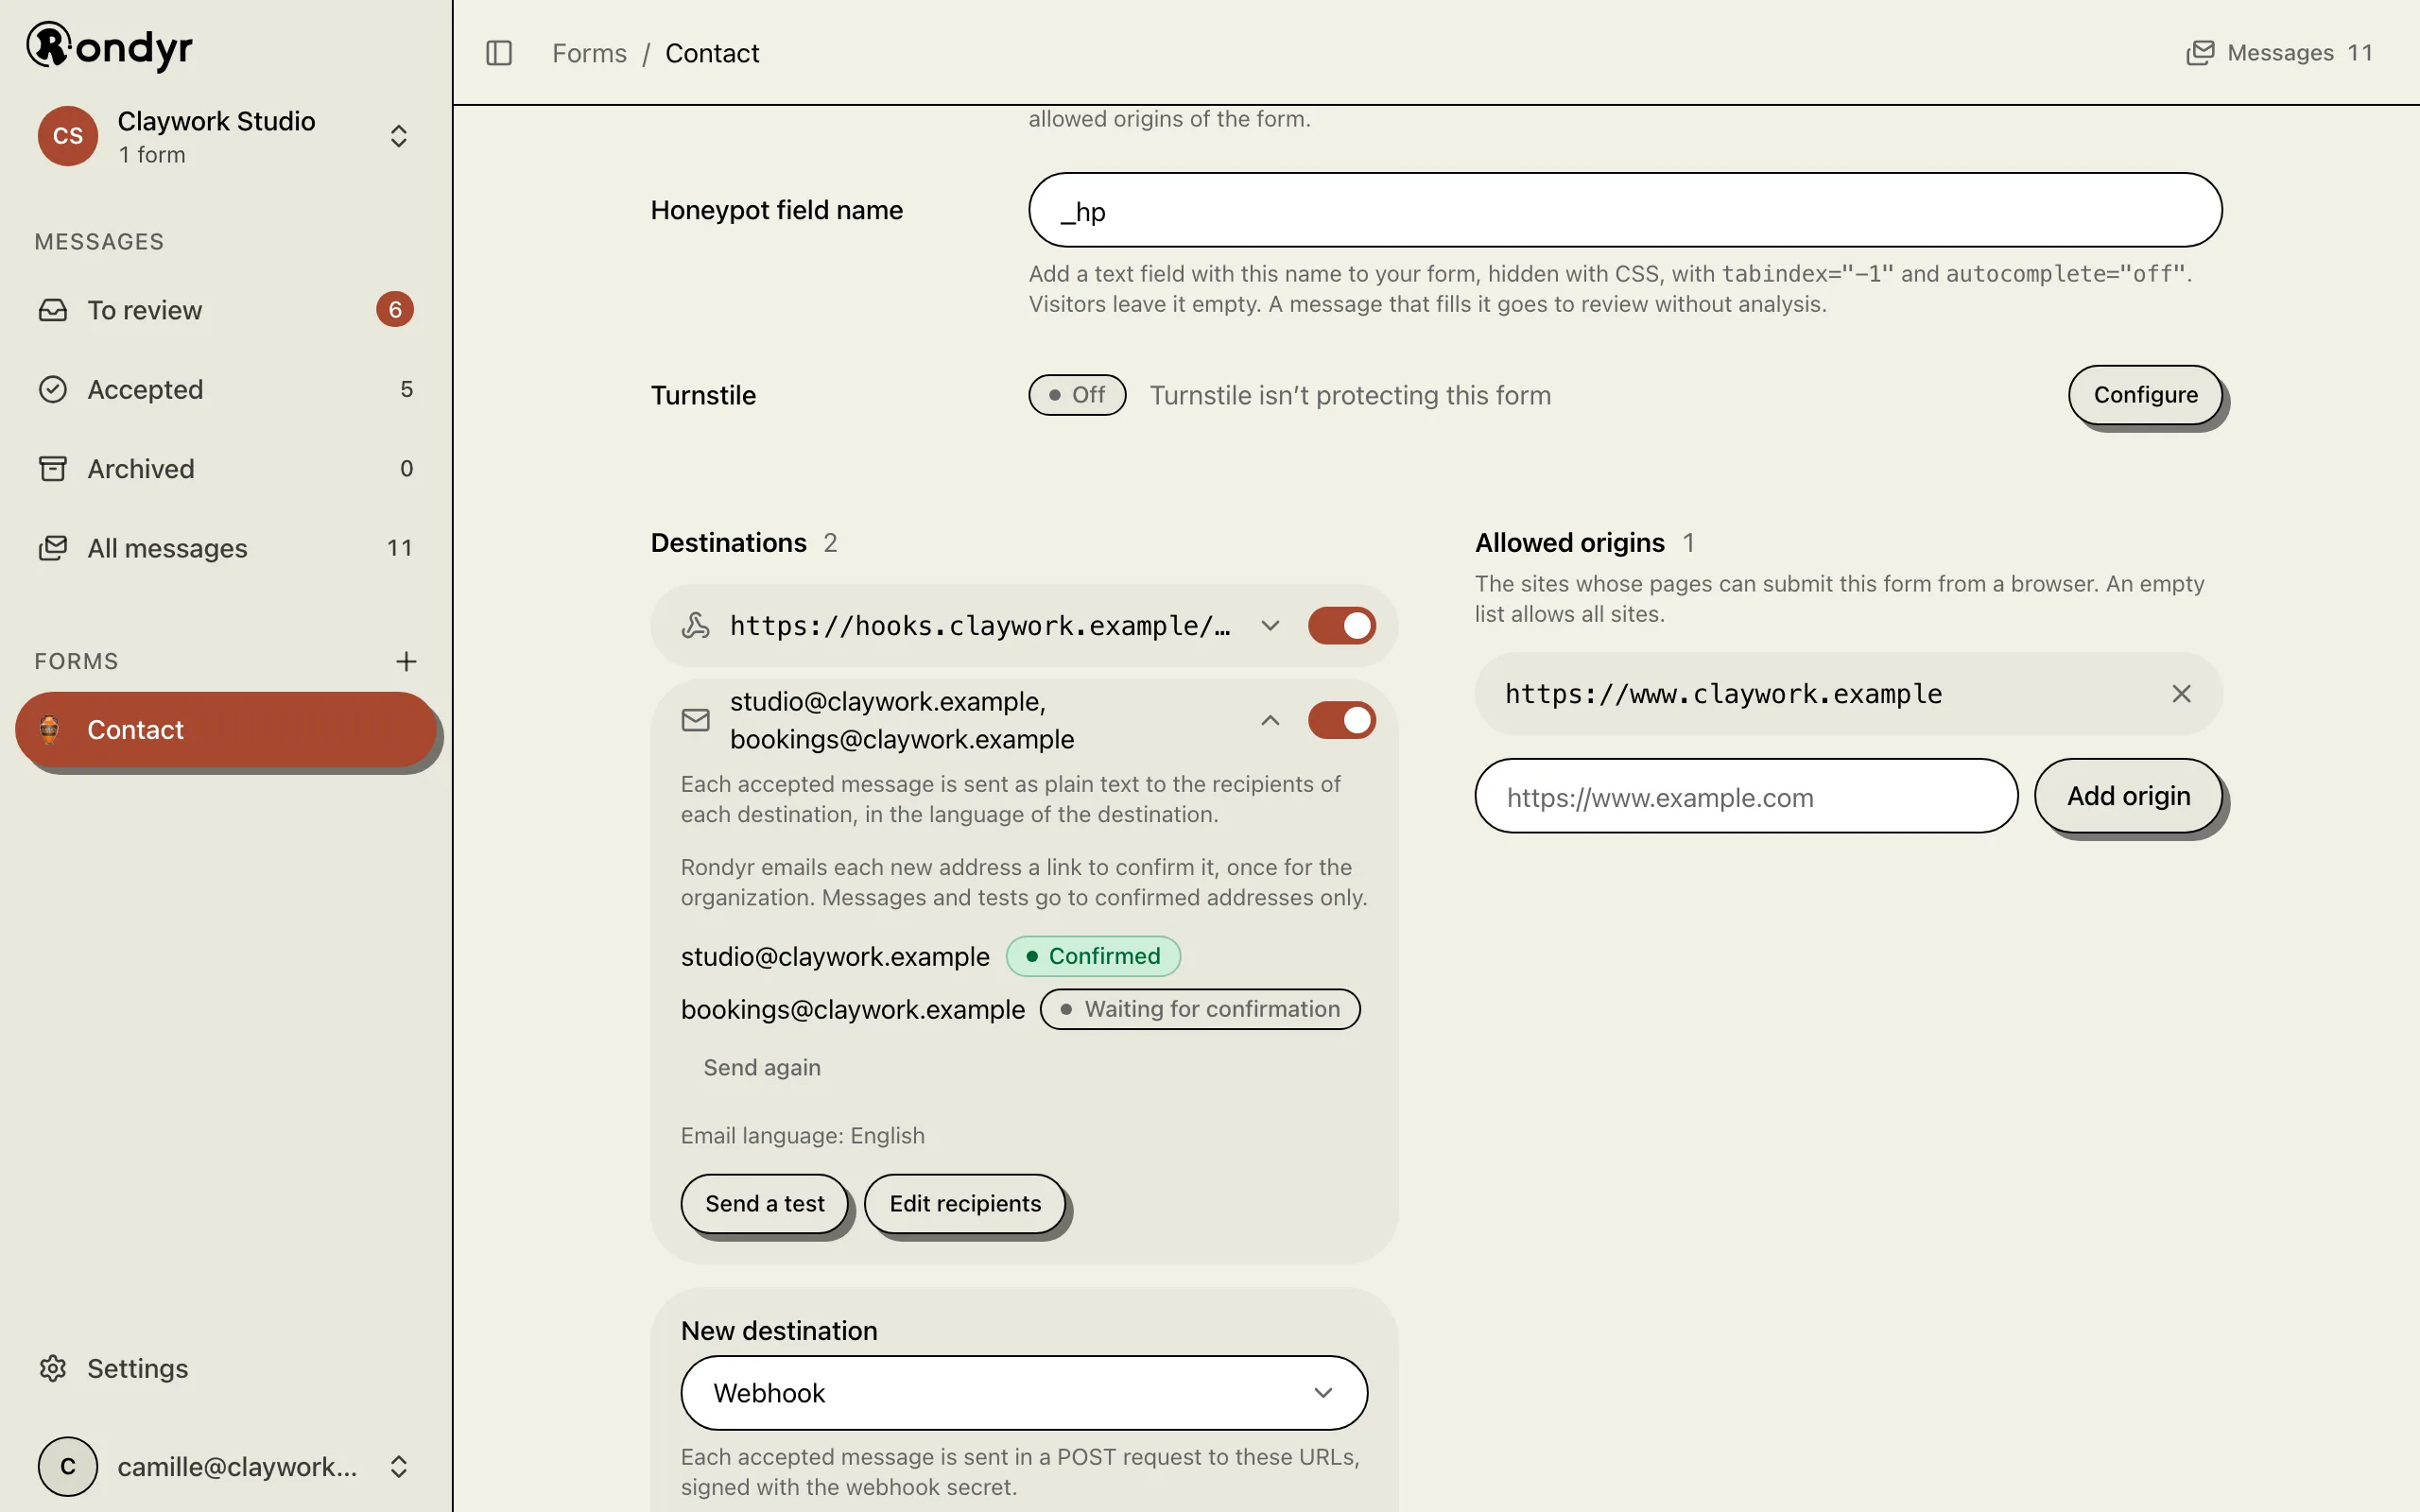 Rondyr
CS
Claywork Studio
1 form
MESSAGES
To review 6
Accepted 5
Archived 0
All messages 11
FORMS
Contact
Settings
C
camille@claywork...
Forms / Contact
Messages 11
allowed origins of the form.
Honeypot field name
_hp
Add a text field with this name to your form, hidden with CSS, with tabindex="-1" and autocomplete="off".
Visitors leave it empty. A message that fills it goes to review without analysis.
Turnstile
Off
Turnstile isn’t protecting this form
Configure
Destinations 2
https://hooks.claywork.example/…
studio@claywork.example,
bookings@claywork.example
Each accepted message is sent as plain text to the recipients of
each destination, in the language of the destination.
Rondyr emails each new address a link to confirm it, once for the
organization. Messages and tests go to confirmed addresses only.
studio@claywork.example Confirmed
bookings@claywork.example Waiting for confirmation
Send again
Email language: English
Send a test
Edit recipients
New destination
Webhook
Each accepted message is sent in a POST request to these URLs,
signed with the webhook secret.
Allowed origins 1
The sites whose pages can submit this form from a browser. An empty
list allows all sites.
https://www.claywork.example
https://www.example.com
Add origin